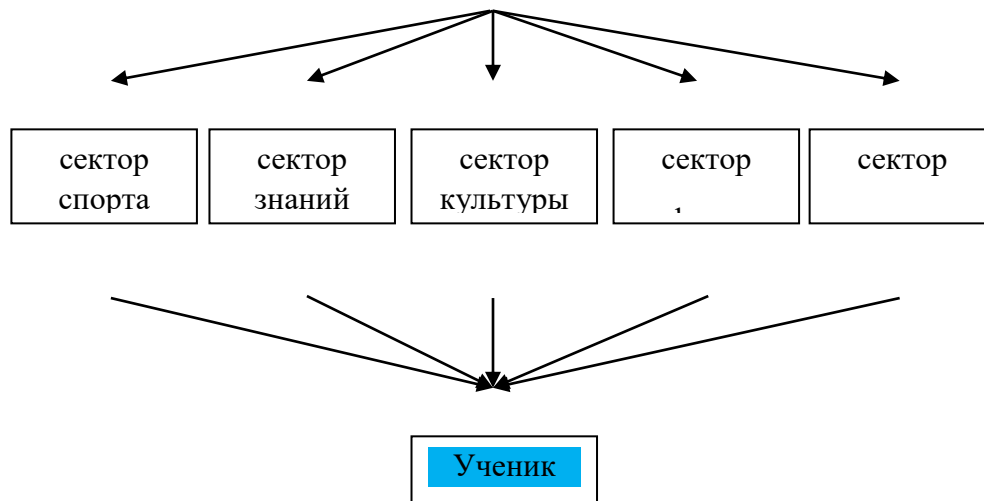 сектор
спорта
сектор
знаний
сектор
культуры
сектор
сектор
Ученик